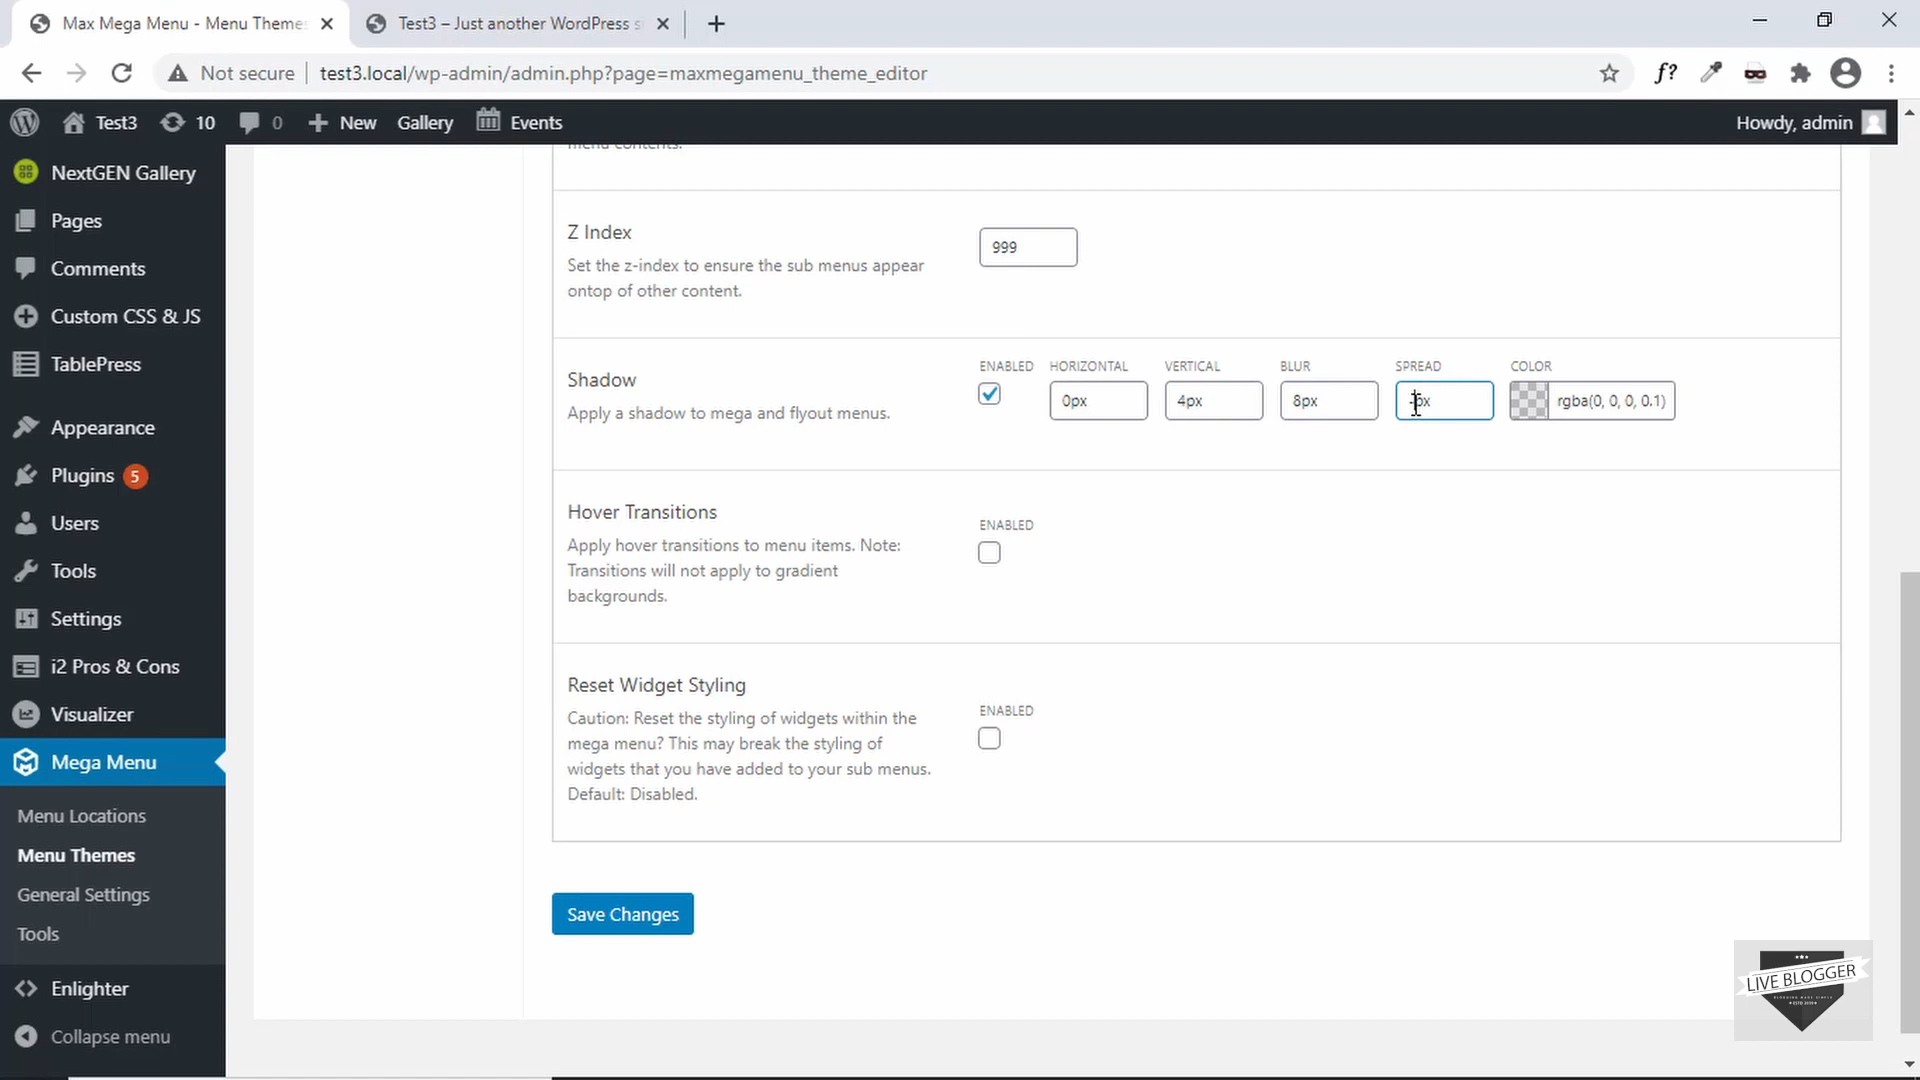 Max Mega Menu - Menu Theme
Test3 – Just another WordPress s
Not secure
test3.local/wp-admin/admin.php?page=maxmegamenu_theme_editor
f?
Test3
10
0
New
Gallery
Events
Howdy, admin
NextGEN Gallery
Pages
Comments
Custom CSS & JS
TablePress
Appearance
Plugins 5
Users
Tools
Settings
i2 Pros & Cons
Visualizer
Mega Menu
Menu Locations
Menu Themes
General Settings
Tools
Enlighter
Collapse menu
menu contents.
Z Index
Set the z-index to ensure the sub menus appear
ontop of other content.
999
Shadow
Apply a shadow to mega and flyout menus.
ENABLED HORIZONTAL VERTICAL BLUR SPREAD COLOR
0px 4px 8px rgba(0, 0, 0, 0.1)
Hover Transitions
Apply hover transitions to menu items. Note:
Transitions will not apply to gradient
backgrounds.
ENABLED
Reset Widget Styling
Caution: Reset the styling of widgets within the
mega menu? This may break the styling of
widgets that you have added to your sub menus.
Default: Disabled.
ENABLED
Save Changes
LIVE BLOGGER